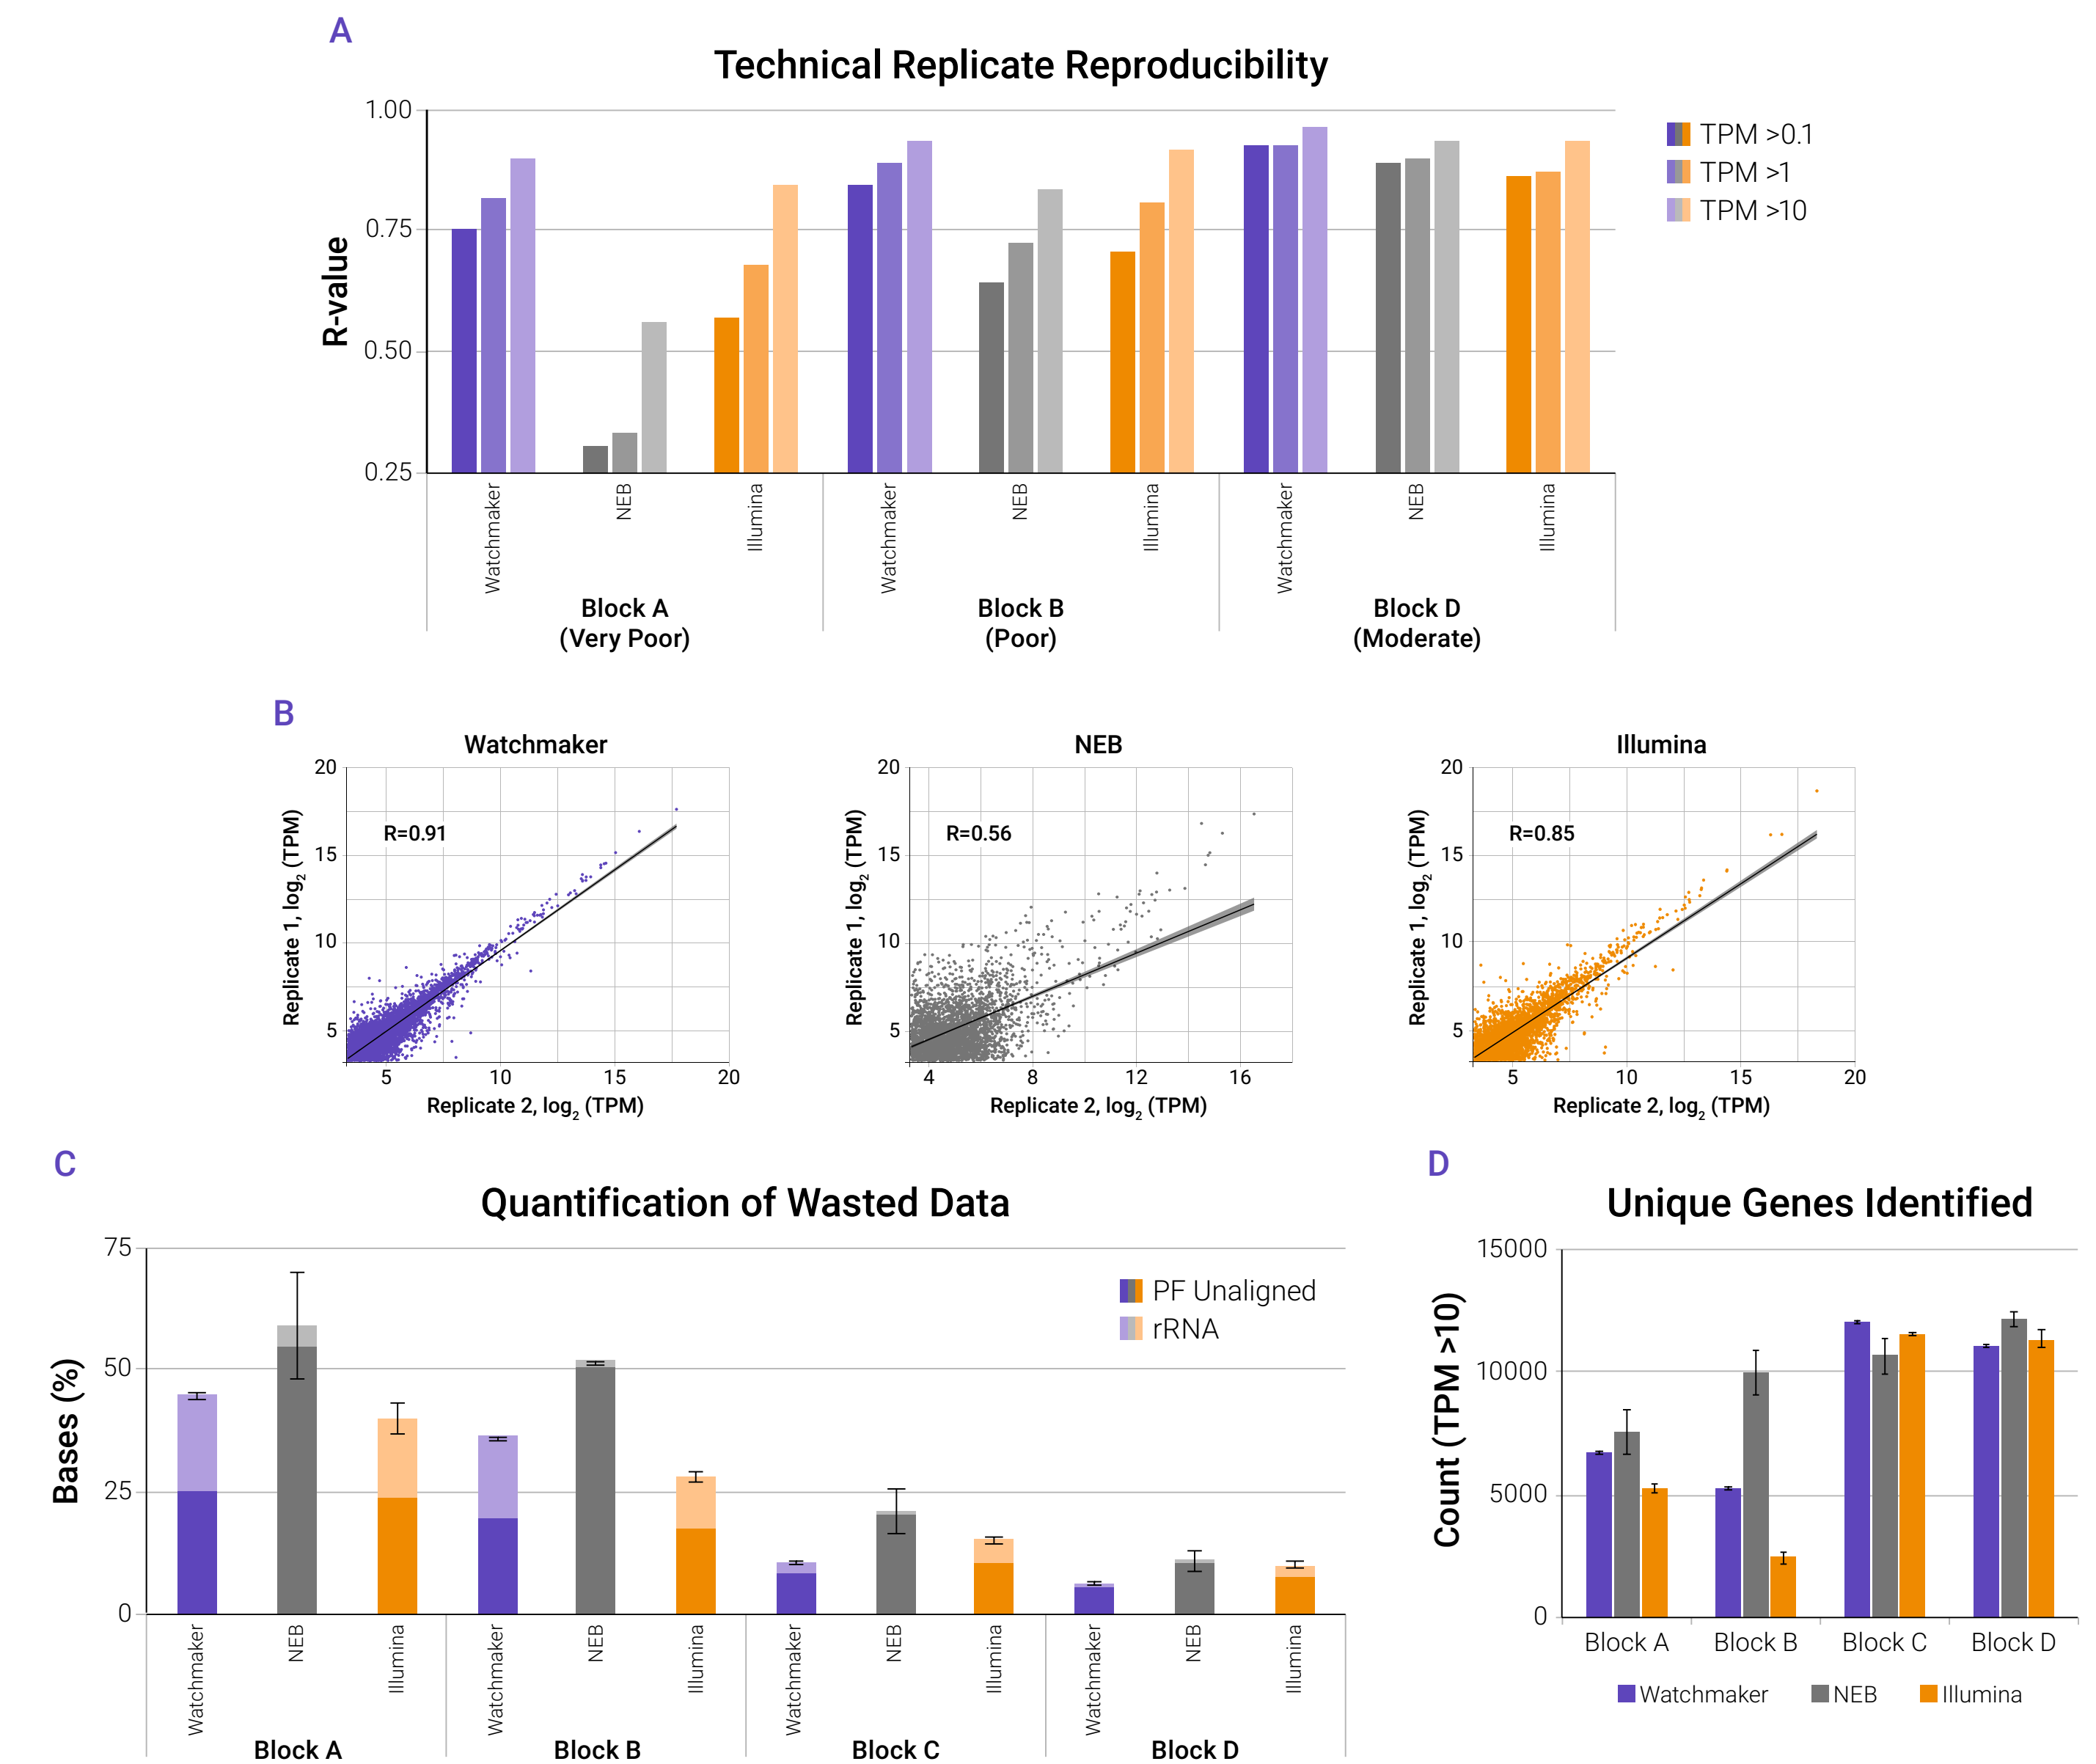 A
Technical Replicate Reproducibility
1.00
0.75
0.50
0.25
R-value
TPM >0.1
TPM >1
TPM >10
Watchmaker
NEB
Illumina
Watchmaker
NEB
Illumina
Watchmaker
NEB
Illumina
Block A
(Very Poor)
Block B
(Poor)
Block D
(Moderate)
B
Watchmaker
20
15
10
5
Replicate 1, log2 (TPM)
R=0.91
5 10 15 20
Replicate 2, log2 (TPM)
NEB
20
15
10
5
Replicate 1, log2 (TPM)
R=0.56
4 8 12 16
Replicate 2, log2 (TPM)
Illumina
20
15
10
5
Replicate 1, log2 (TPM)
R=0.85
5 10 15 20
Replicate 2, log2 (TPM)
C
Quantification of Wasted Data
75
50
25
0
Bases (%)
PF Unaligned
rRNA
Watchmaker
NEB
Illumina
Watchmaker
NEB
Illumina
Watchmaker
NEB
Illumina
Watchmaker
NEB
Illumina
Block A
Block B
Block C
Block D
D
Unique Genes Identified
15000
10000
5000
0
Count (TPM >10)
Block A Block B Block C Block D
Watchmaker NEB Illumina